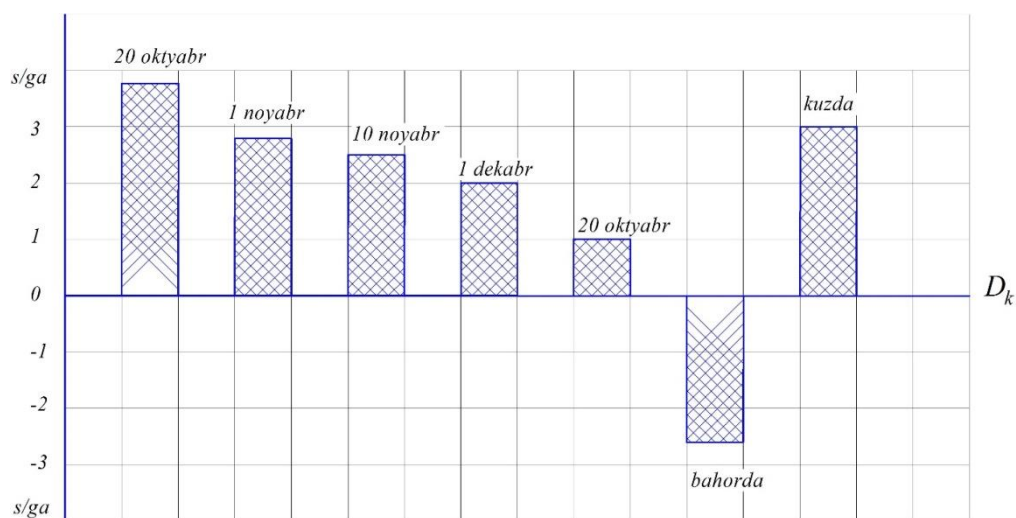 20 oktyabr
s/ga
kuzda
1 noyabr
3
10 noyabr
1 dekabr
2
20 oktyabr
1
0
D_k
-1
-2
-3
bahorda
s/ga